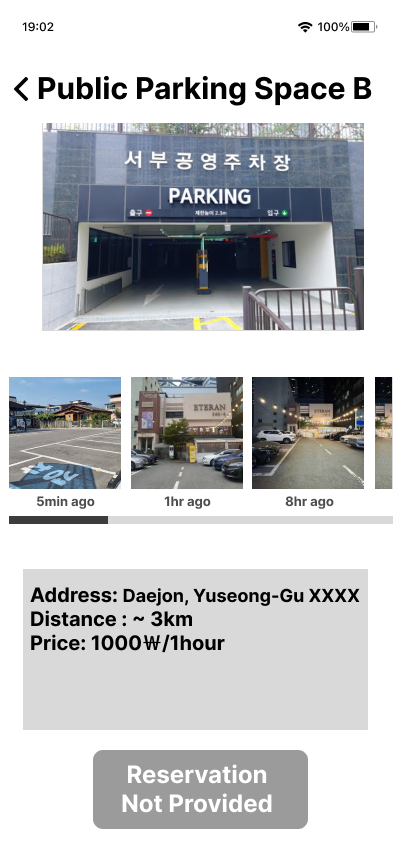 19:02
100%
Public Parking Space B
서부공영주차장
PARKING
출구
제한높이 2.3m
입구
ETERAN
ETERAN
5min ago
1hr ago
8hr ago
Address: Daejon, Yuseong-Gu XXXX
Distance : ~ 3km
Price: 1000₩/1hour
Reservation
Not Provided